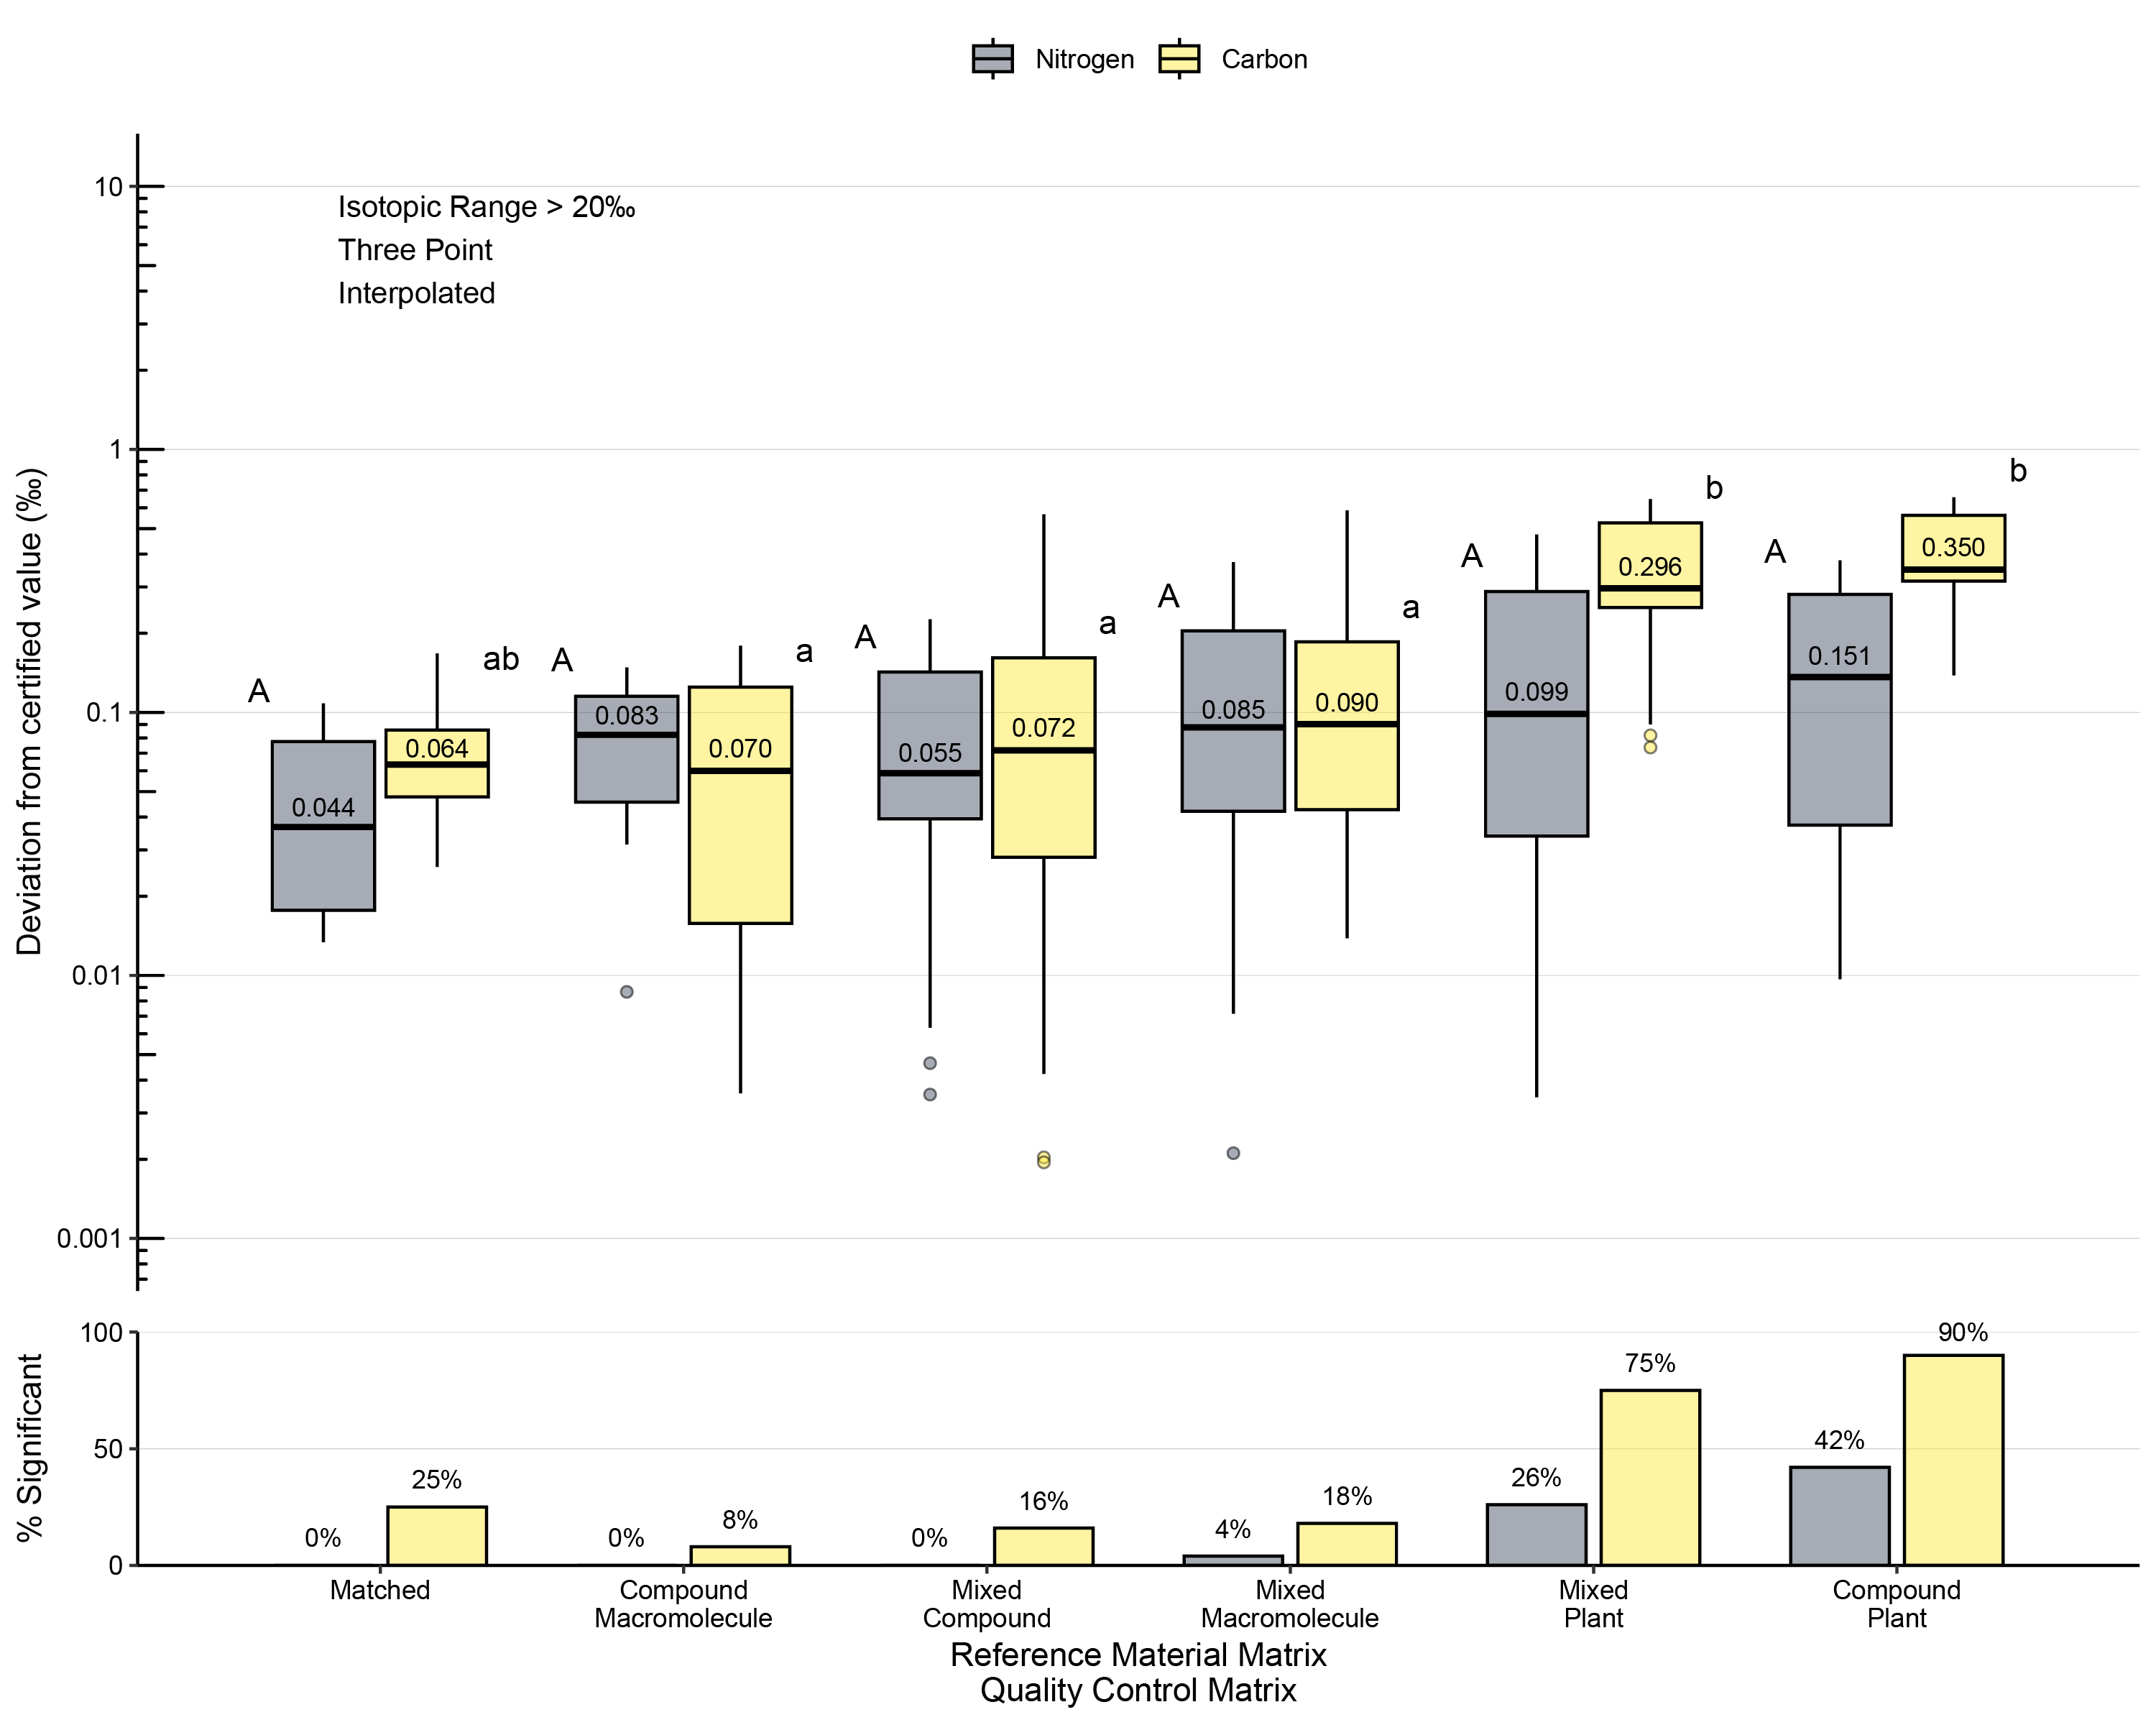 Nitrogen Carbon
Deviation from certified value (‰)
10
1
0.1
0.01
0.001
Isotopic Range > 20‰
Three Point
Interpolated
A ab A a A a A a A b A b
0.044 0.064 0.083 0.070 0.055 0.072 0.085 0.090 0.099 0.296 0.151 0.350
% Significant
100
50
0
0% 25% 0% 8% 0% 16% 4% 18% 26% 75% 42% 90%
Matched
Compound
Macromolecule
Mixed
Compound
Mixed
Macromolecule
Mixed
Plant
Compound
Plant
Reference Material Matrix
Quality Control Matrix